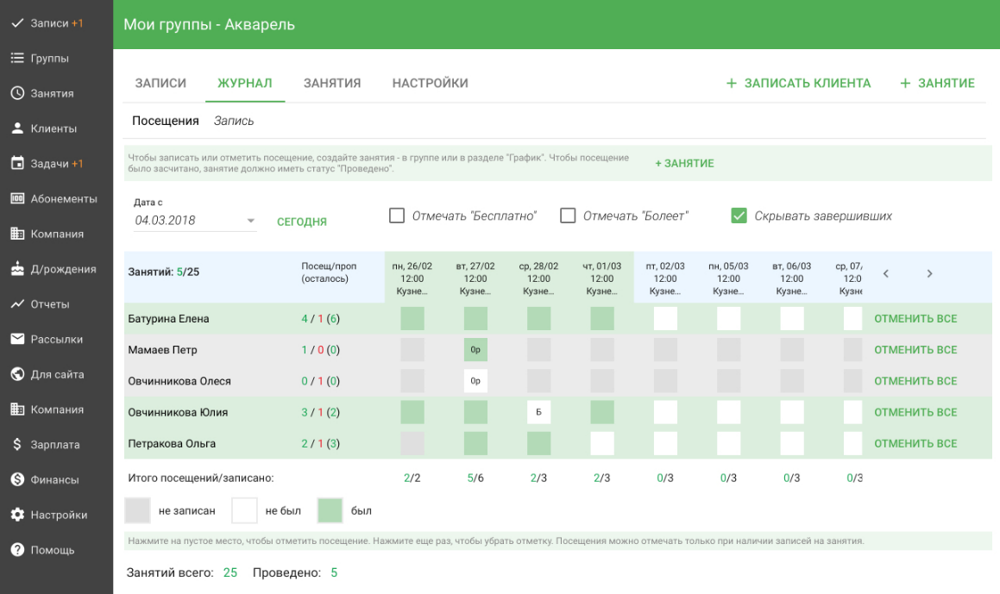 Мои группы - Акварель
Записи +1
Группы
Занятия
Клиенты
Задачи +1
Абонементы
Компания
Д/рождения
Отчеты
Рассылки
Для сайта
Компания
Зарплата
Финансы
Настройки
Помощь
ЗАПИСИ ЖУРНАЛ ЗАНЯТИЯ НАСТРОЙКИ + ЗАПИСАТЬ КЛИЕНТА + ЗАНЯТИЕ
Посещения Запись
Чтобы записать или отметить посещение, создайте занятия - в группе или в разделе "График". Чтобы посещение
было засчитано, занятие должно иметь статус "Проведено".
+ ЗАНЯТИЕ
Дата с
04.03.2018 СЕГОДНЯ Отмечать "Бесплатно" Отмечать "Болеет" Скрывать завершивших
Занятий: 5/25
Посещ/проп
(осталось)
пн, 26/02 вт, 27/02 ср, 28/02 чт, 01/03 пт, 02/03 пн, 05/03 вт, 06/03 ср, 07/
12:00 12:00 12:00 12:00 12:00 12:00 12:00 12:0
Кузне... Кузне... Кузне... Кузне... Кузне... Кузне... Кузне... Кузне
Батурина Елена 4 / 1 (6) ОТМЕНИТЬ ВСЕ
Мамаев Петр 1 / 0 (0) 0р ОТМЕНИТЬ ВСЕ
Овчинникова Олеся 0 / 1 (0) 0р ОТМЕНИТЬ ВСЕ
Овчинникова Юлия 3 / 1 (2) Б ОТМЕНИТЬ ВСЕ
Петракова Ольга 2 / 1 (3) ОТМЕНИТЬ ВСЕ
Итого посещений/записано: 2/2 5/6 2/3 2/3 0/3 0/3 0/3 0/3
не записан не был был
Нажмите на пустое место, чтобы отметить посещение. Нажмите еще раз, чтобы убрать отметку. Посещения можно отмечать только при наличии записей на занятия.
Занятий всего: 25 Проведено: 5